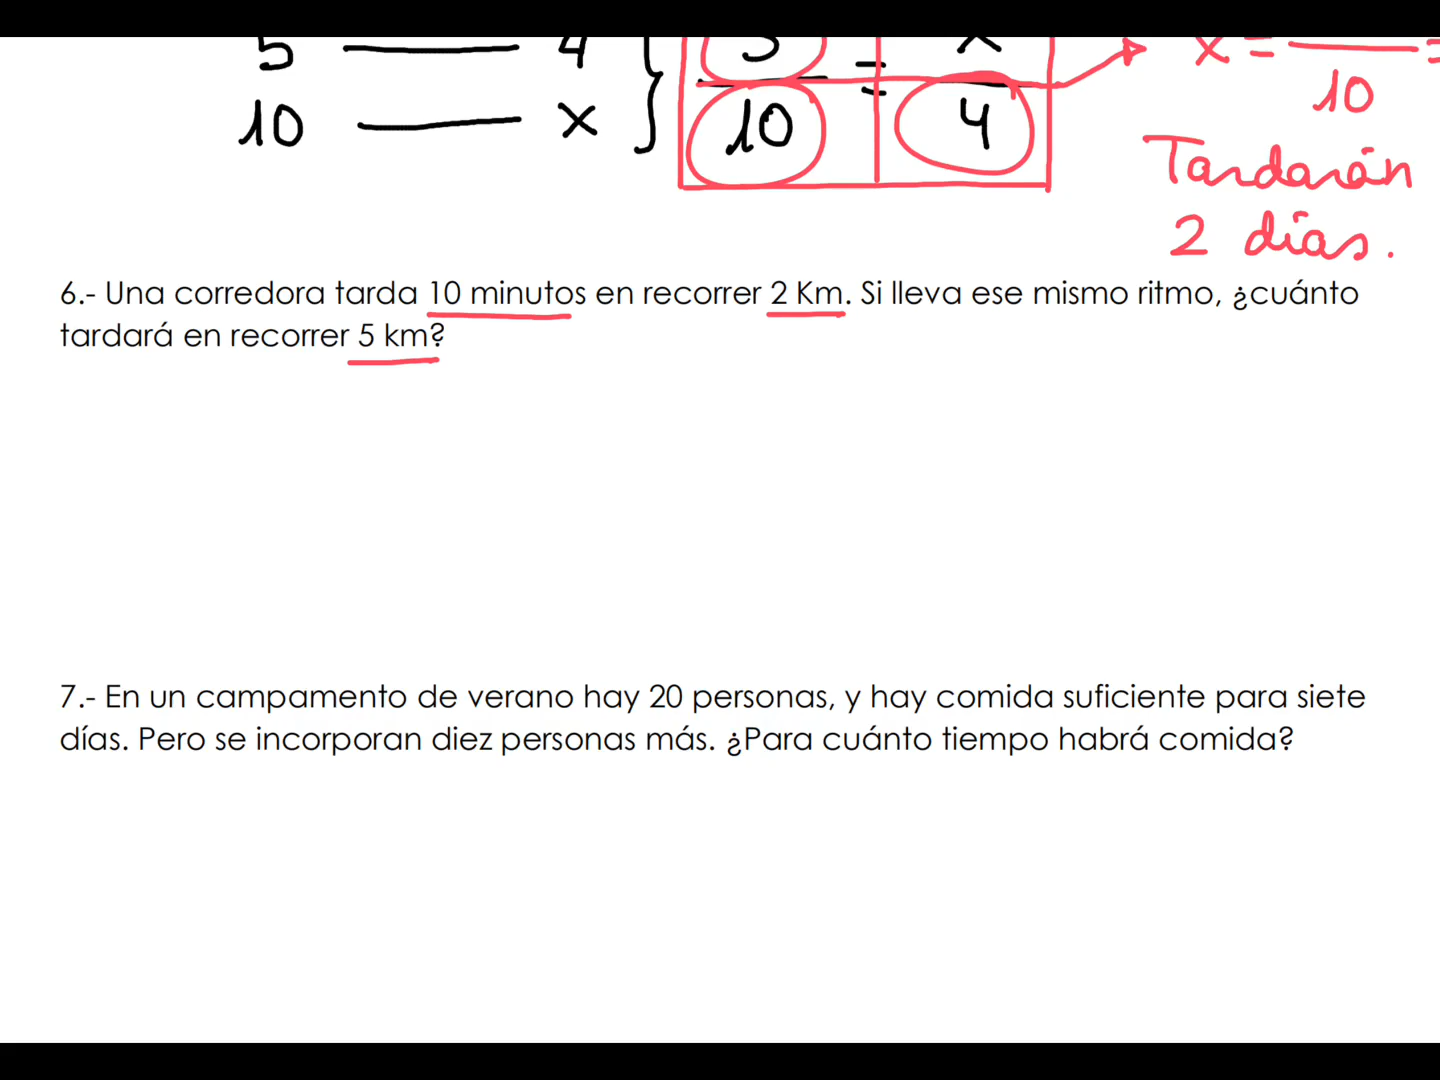 5 — 4
10 — x } 10 = 4
x = 10
Tardarán
2 días.
6.- Una corredora tarda 10 minutos en recorrer 2 Km. Si lleva ese mismo ritmo, ¿cuánto
tardará en recorrer 5 km?
7.- En un campamento de verano hay 20 personas, y hay comida suficiente para siete
días. Pero se incorporan diez personas más. ¿Para cuánto tiempo habrá comida?